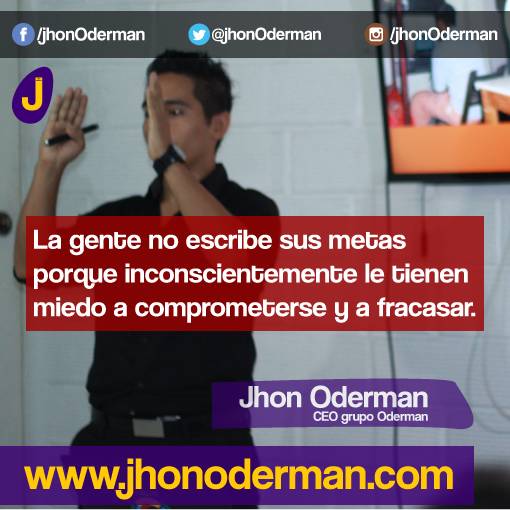 /jhonOderman
@jhonOderman
/jhonOderman
J
La gente no escribe sus metas
porque inconscientemente le tienen
miedo a comprometerse y a fracasar.
Jhon Oderman
CEO grupo Oderman
www.jhonoderman.com